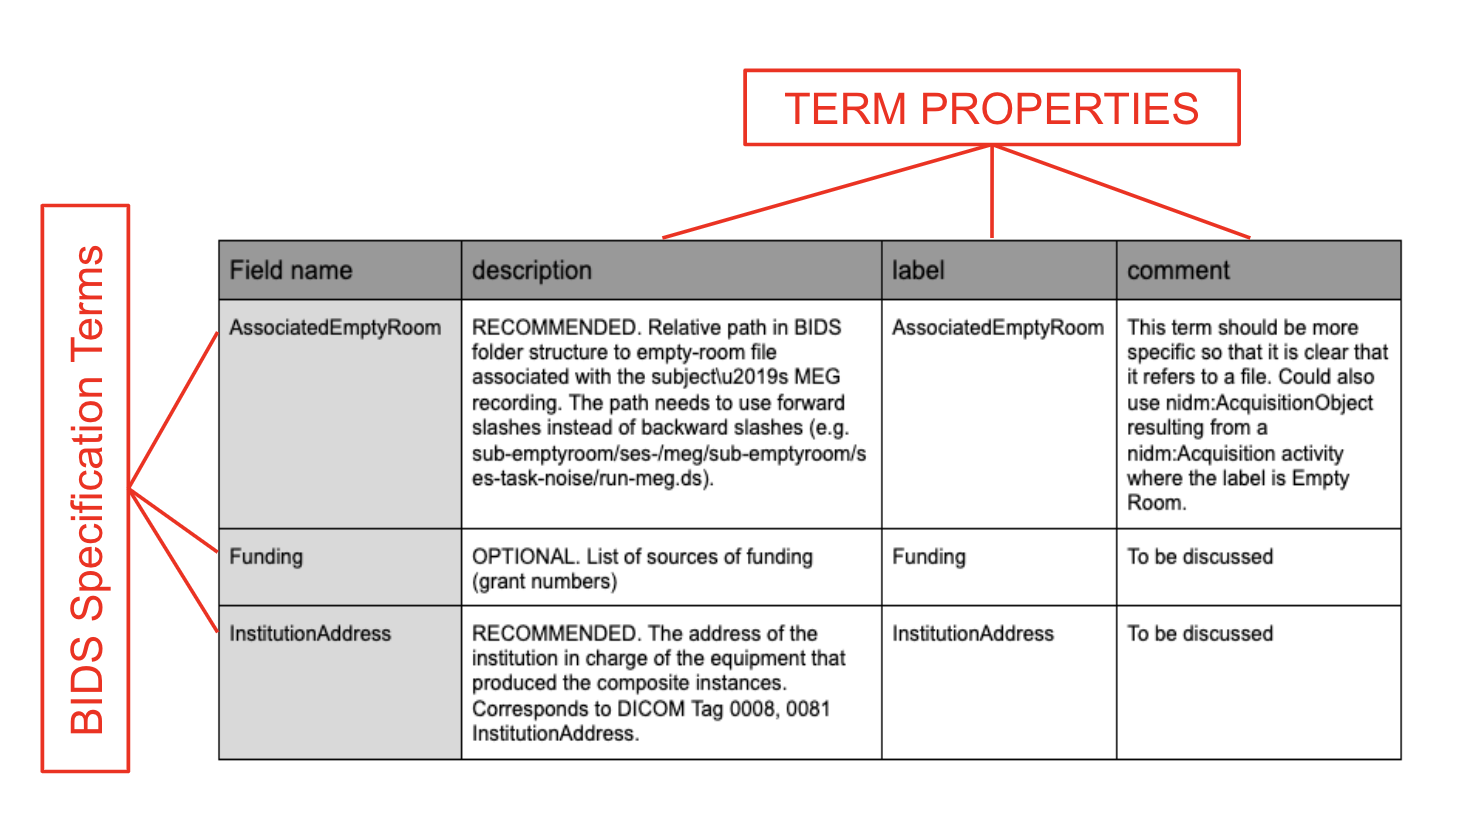 TERM PROPERTIES
BIDS Specification Terms
Field name
description
label
comment
AssociatedEmptyRoom
RECOMMENDED. Relative path in BIDS
folder structure to empty-room file
associated with the subject\u2019s MEG
recording. The path needs to use forward
slashes instead of backward slashes (e.g.
sub-emptyroom/ses-/meg/sub-emptyroom/s
es-task-noise/run-meg.ds).
AssociatedEmptyRoom
This term should be more
specific so that it is clear that
it refers to a file. Could also
use nidm:AcquisitionObject
resulting from a
nidm:Acquisition activity
where the label is Empty
Room.
Funding
OPTIONAL. List of sources of funding
(grant numbers)
Funding
To be discussed
InstitutionAddress
RECOMMENDED. The address of the
institution in charge of the equipment that
produced the composite instances.
Corresponds to DICOM Tag 0008, 0081
InstitutionAddress.
InstitutionAddress
To be discussed